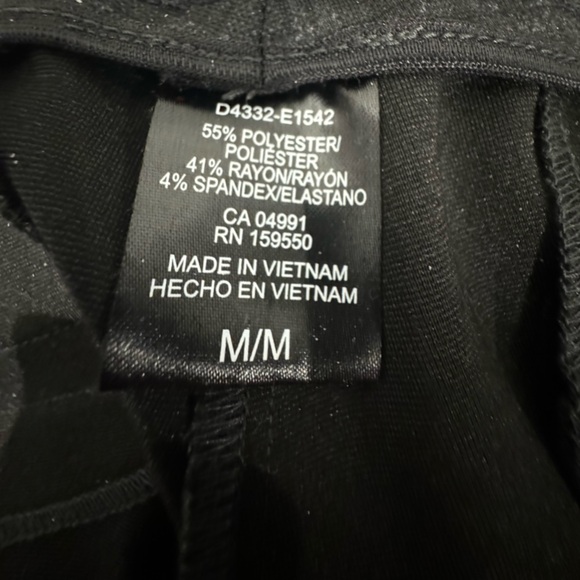 D4332-E1542
55% POLYESTER/
POLIÉSTER
41% RAYON/RAYÓN
4% SPANDEX/ELASTANO
CA 04991
RN 159550
MADE IN VIETNAM
HECHO EN VIETNAM
M/M